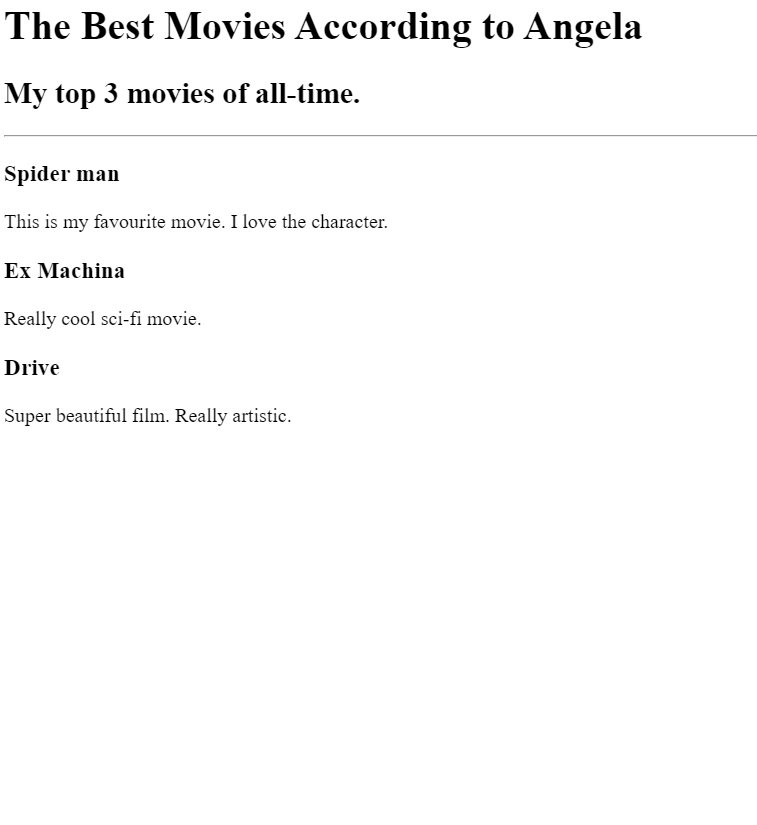 The Best Movies According to Angela
My top 3 movies of all-time.
Spider man
This is my favourite movie. I love the character.
Ex Machina
Really cool sci-fi movie.
Drive
Super beautiful film. Really artistic.